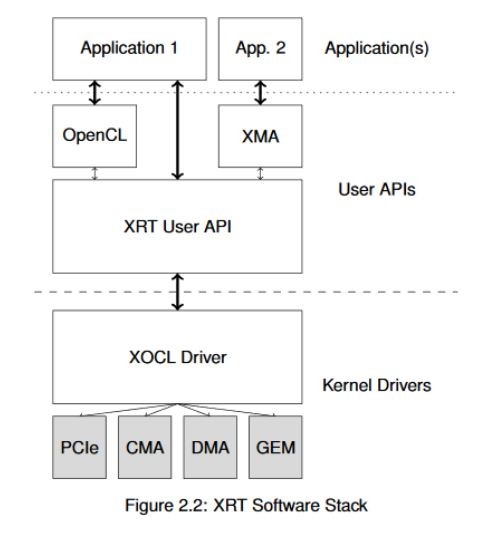 Application 1
App. 2
Application(s)
OpenCL
XMA
User APIs
XRT User API
XOCL Driver
Kernel Drivers
PCIe
CMA
DMA
GEM
Figure 2.2: XRT Software Stack